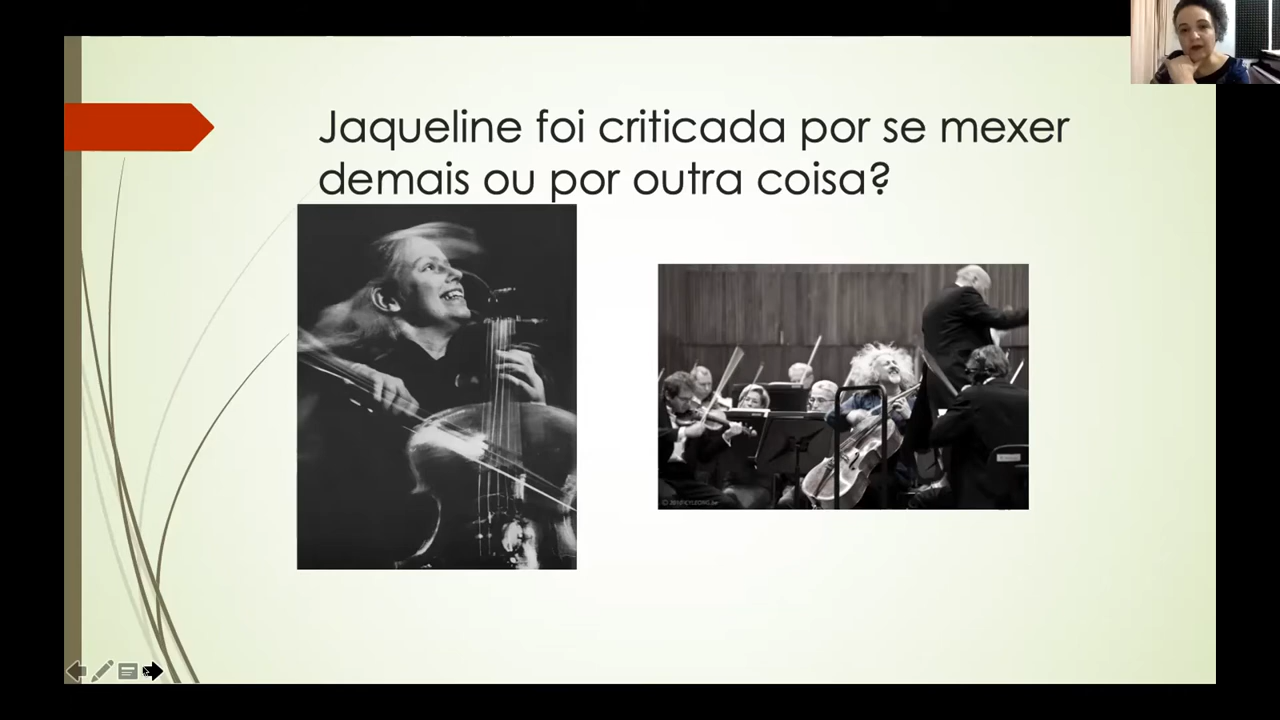 Jaqueline foi criticada por se mexer
demais ou por outra coisa?